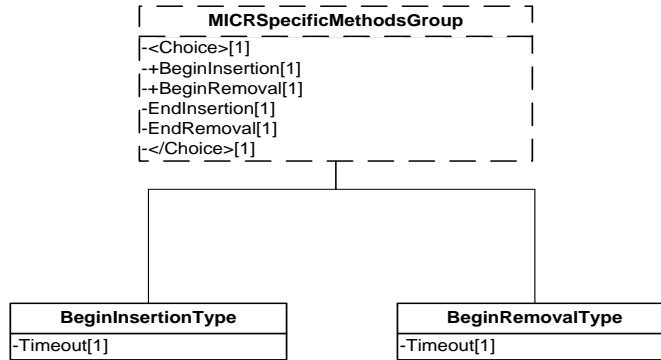 MICRSpecificMethodsGroup
-<Choice>[1]
-+BeginInsertion[1]
-+BeginRemoval[1]
-EndInsertion[1]
-EndRemoval[1]
-</Choice>[1]
BeginInsertionType
-Timeout[1]
BeginRemovalType
-Timeout[1]